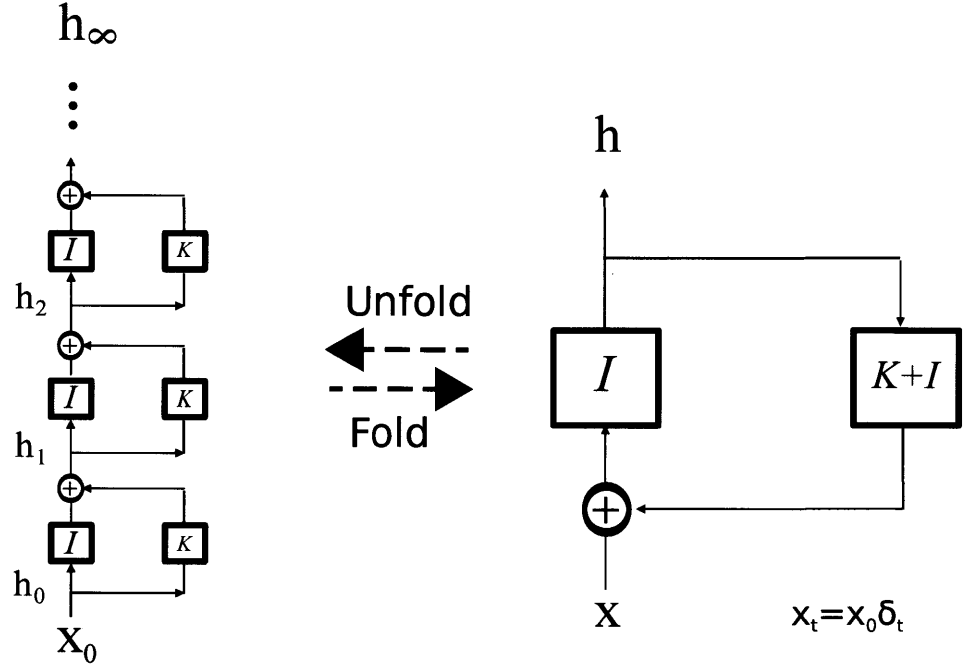 h∞
I
K
h₂
I
K
h₁
I
K
h₀
x₀
Unfold
Fold
h
I
K+I
x
xₜ=x₀δₜ